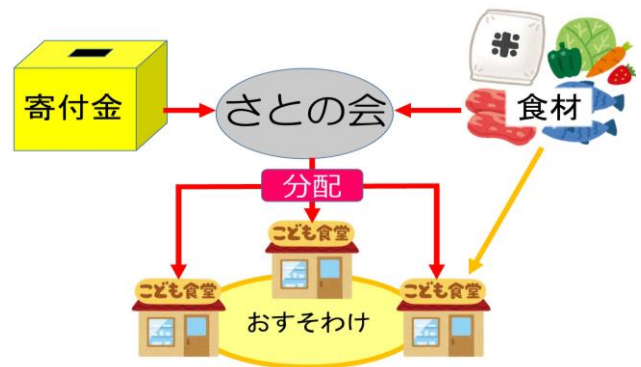 米
寄付金
さとの会
食材
分配
こども食堂
こども食堂
こども食堂
おすそわけ